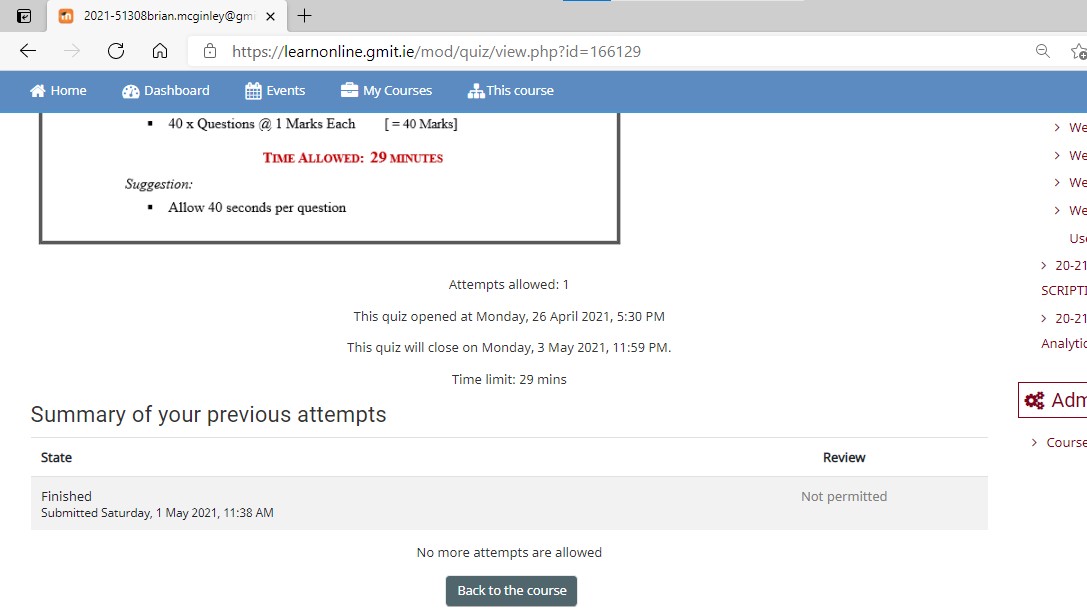 2021-51308brian.mcginley@gmi
https://learnonline.gmit.ie/mod/quiz/view.php?id=166129
Home Dashboard Events My Courses This course
▪ 40 x Questions @ 1 Marks Each [ = 40 Marks]
TIME ALLOWED: 29 MINUTES
Suggestion:
▪ Allow 40 seconds per question
Attempts allowed: 1
This quiz opened at Monday, 26 April 2021, 5:30 PM
This quiz will close on Monday, 3 May 2021, 11:59 PM.
Time limit: 29 mins
Summary of your previous attempts
State Review
Finished Not permitted
Submitted Saturday, 1 May 2021, 11:38 AM
No more attempts are allowed
Back to the course
We
We
We
We
Use
20-21
SCRIPTI
20-21
Analytic
Adm
Course